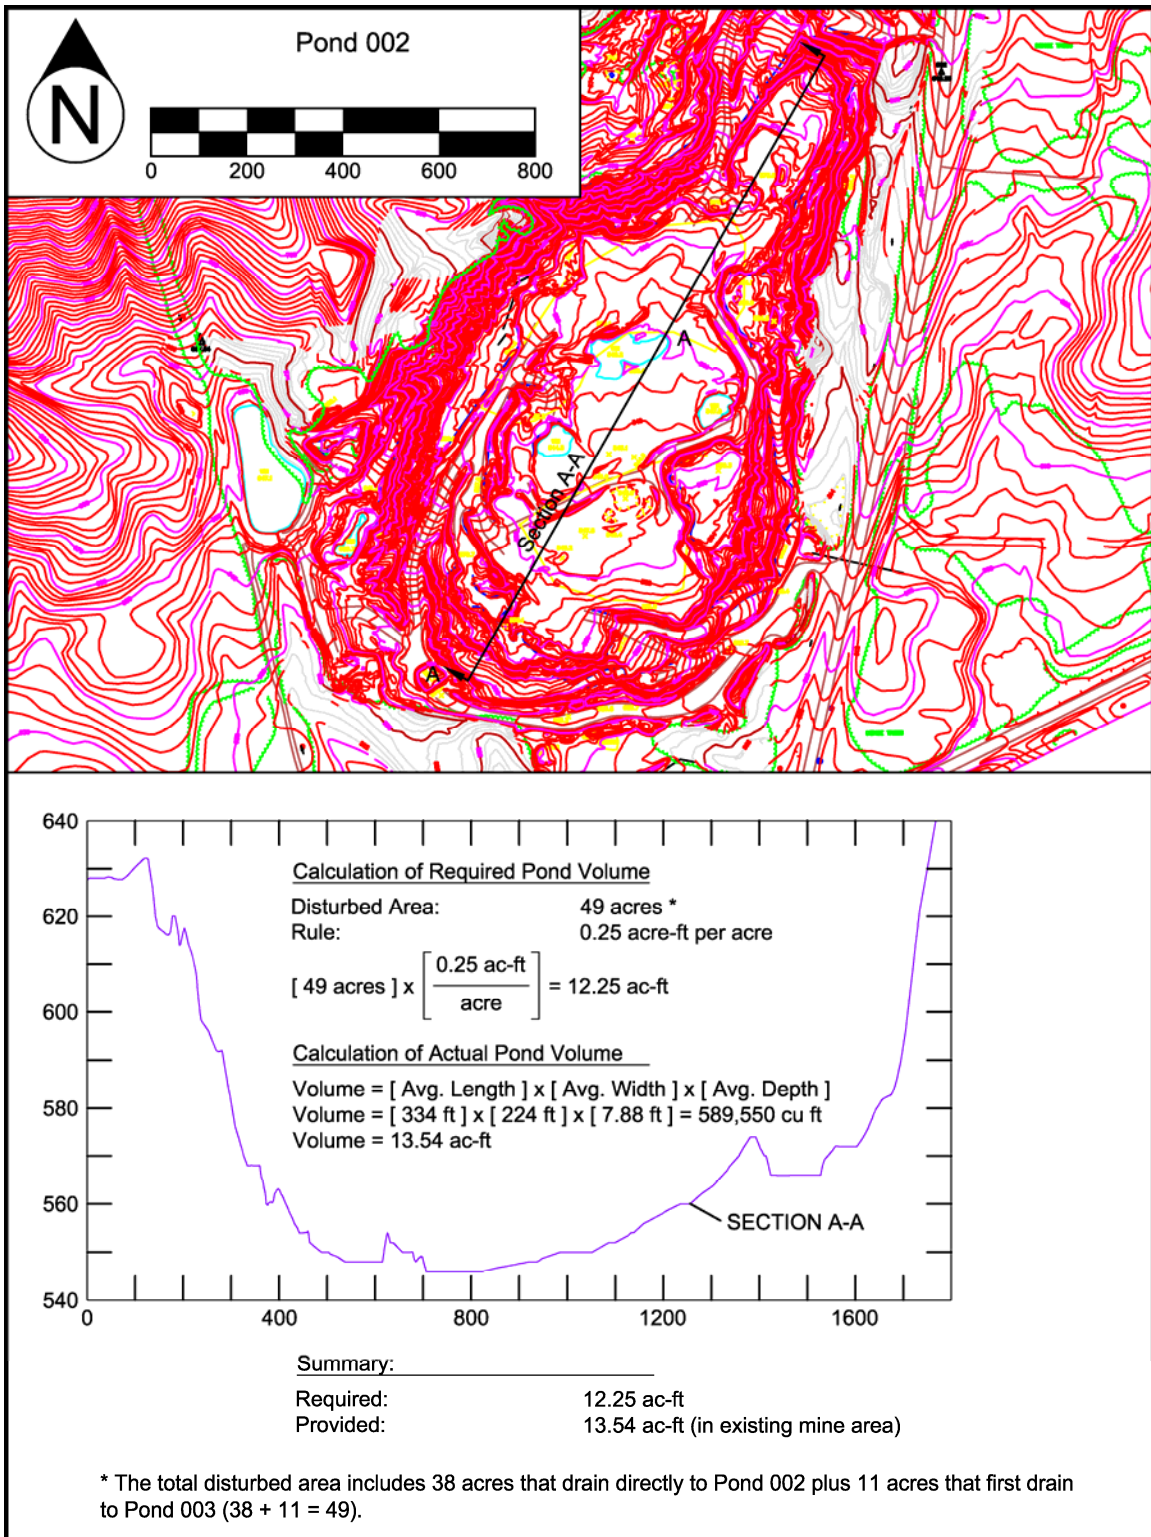 Pond 002
N
0 200 400 600 800
A
Section A-A
A
640
620
600
580
560
540
0 400 800 1200 1600
Calculation of Required Pond Volume
Disturbed Area: 49 acres *
Rule: 0.25 acre-ft per acre
[ 49 acres ] x [ 0.25 ac-ft / acre ] = 12.25 ac-ft
Calculation of Actual Pond Volume
Volume = [ Avg. Length ] x [ Avg. Width ] x [ Avg. Depth ]
Volume = [ 334 ft ] x [ 224 ft ] x [ 7.88 ft ] = 589,550 cu ft
Volume = 13.54 ac-ft
SECTION A-A
Summary:
Required: 12.25 ac-ft
Provided: 13.54 ac-ft (in existing mine area)
* The total disturbed area includes 38 acres that drain directly to Pond 002 plus 11 acres that first drain
to Pond 003 (38 + 11 = 49).